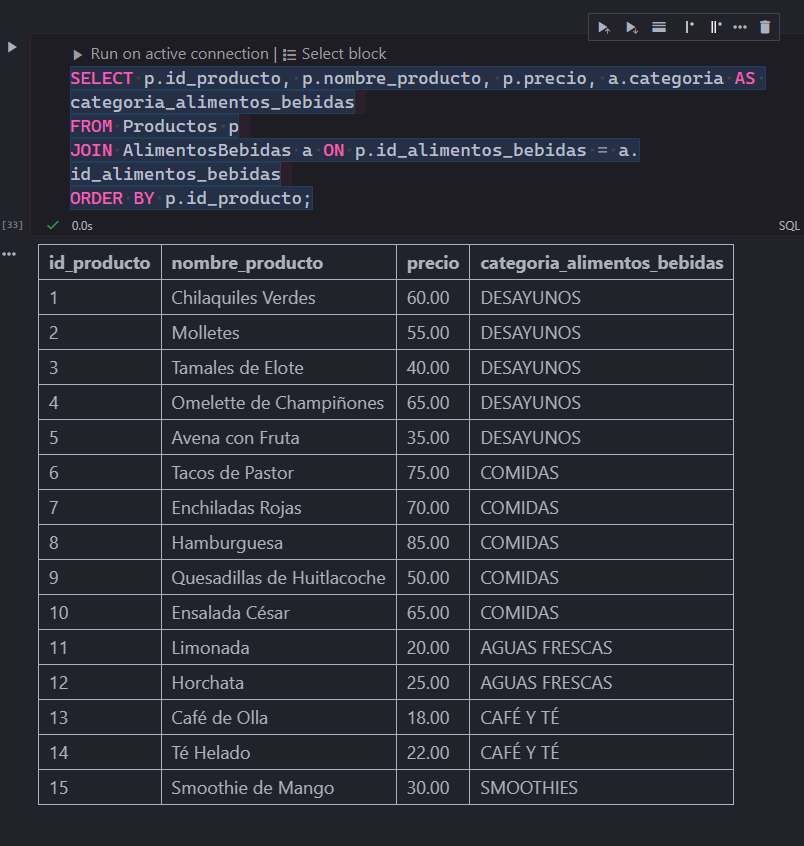 Run on active connection | Select block
SELECT p.id_producto, p.nombre_producto, p.precio, a.categoria AS
categoria_alimentos_bebidas
FROM Productos p
JOIN AlimentosBebidas a ON p.id_alimentos_bebidas = a.
id_alimentos_bebidas
ORDER BY p.id_producto;
[33] 0.0s SQL
id_producto nombre_producto precio categoria_alimentos_bebidas
1 Chilaquiles Verdes 60.00 DESAYUNOS
2 Molletes 55.00 DESAYUNOS
3 Tamales de Elote 40.00 DESAYUNOS
4 Omelette de Champiñones 65.00 DESAYUNOS
5 Avena con Fruta 35.00 DESAYUNOS
6 Tacos de Pastor 75.00 COMIDAS
7 Enchiladas Rojas 70.00 COMIDAS
8 Hamburguesa 85.00 COMIDAS
9 Quesadillas de Huitlacoche 50.00 COMIDAS
10 Ensalada César 65.00 COMIDAS
11 Limonada 20.00 AGUAS FRESCAS
12 Horchata 25.00 AGUAS FRESCAS
13 Café de Olla 18.00 CAFÉ Y TÉ
14 Té Helado 22.00 CAFÉ Y TÉ
15 Smoothie de Mango 30.00 SMOOTHIES